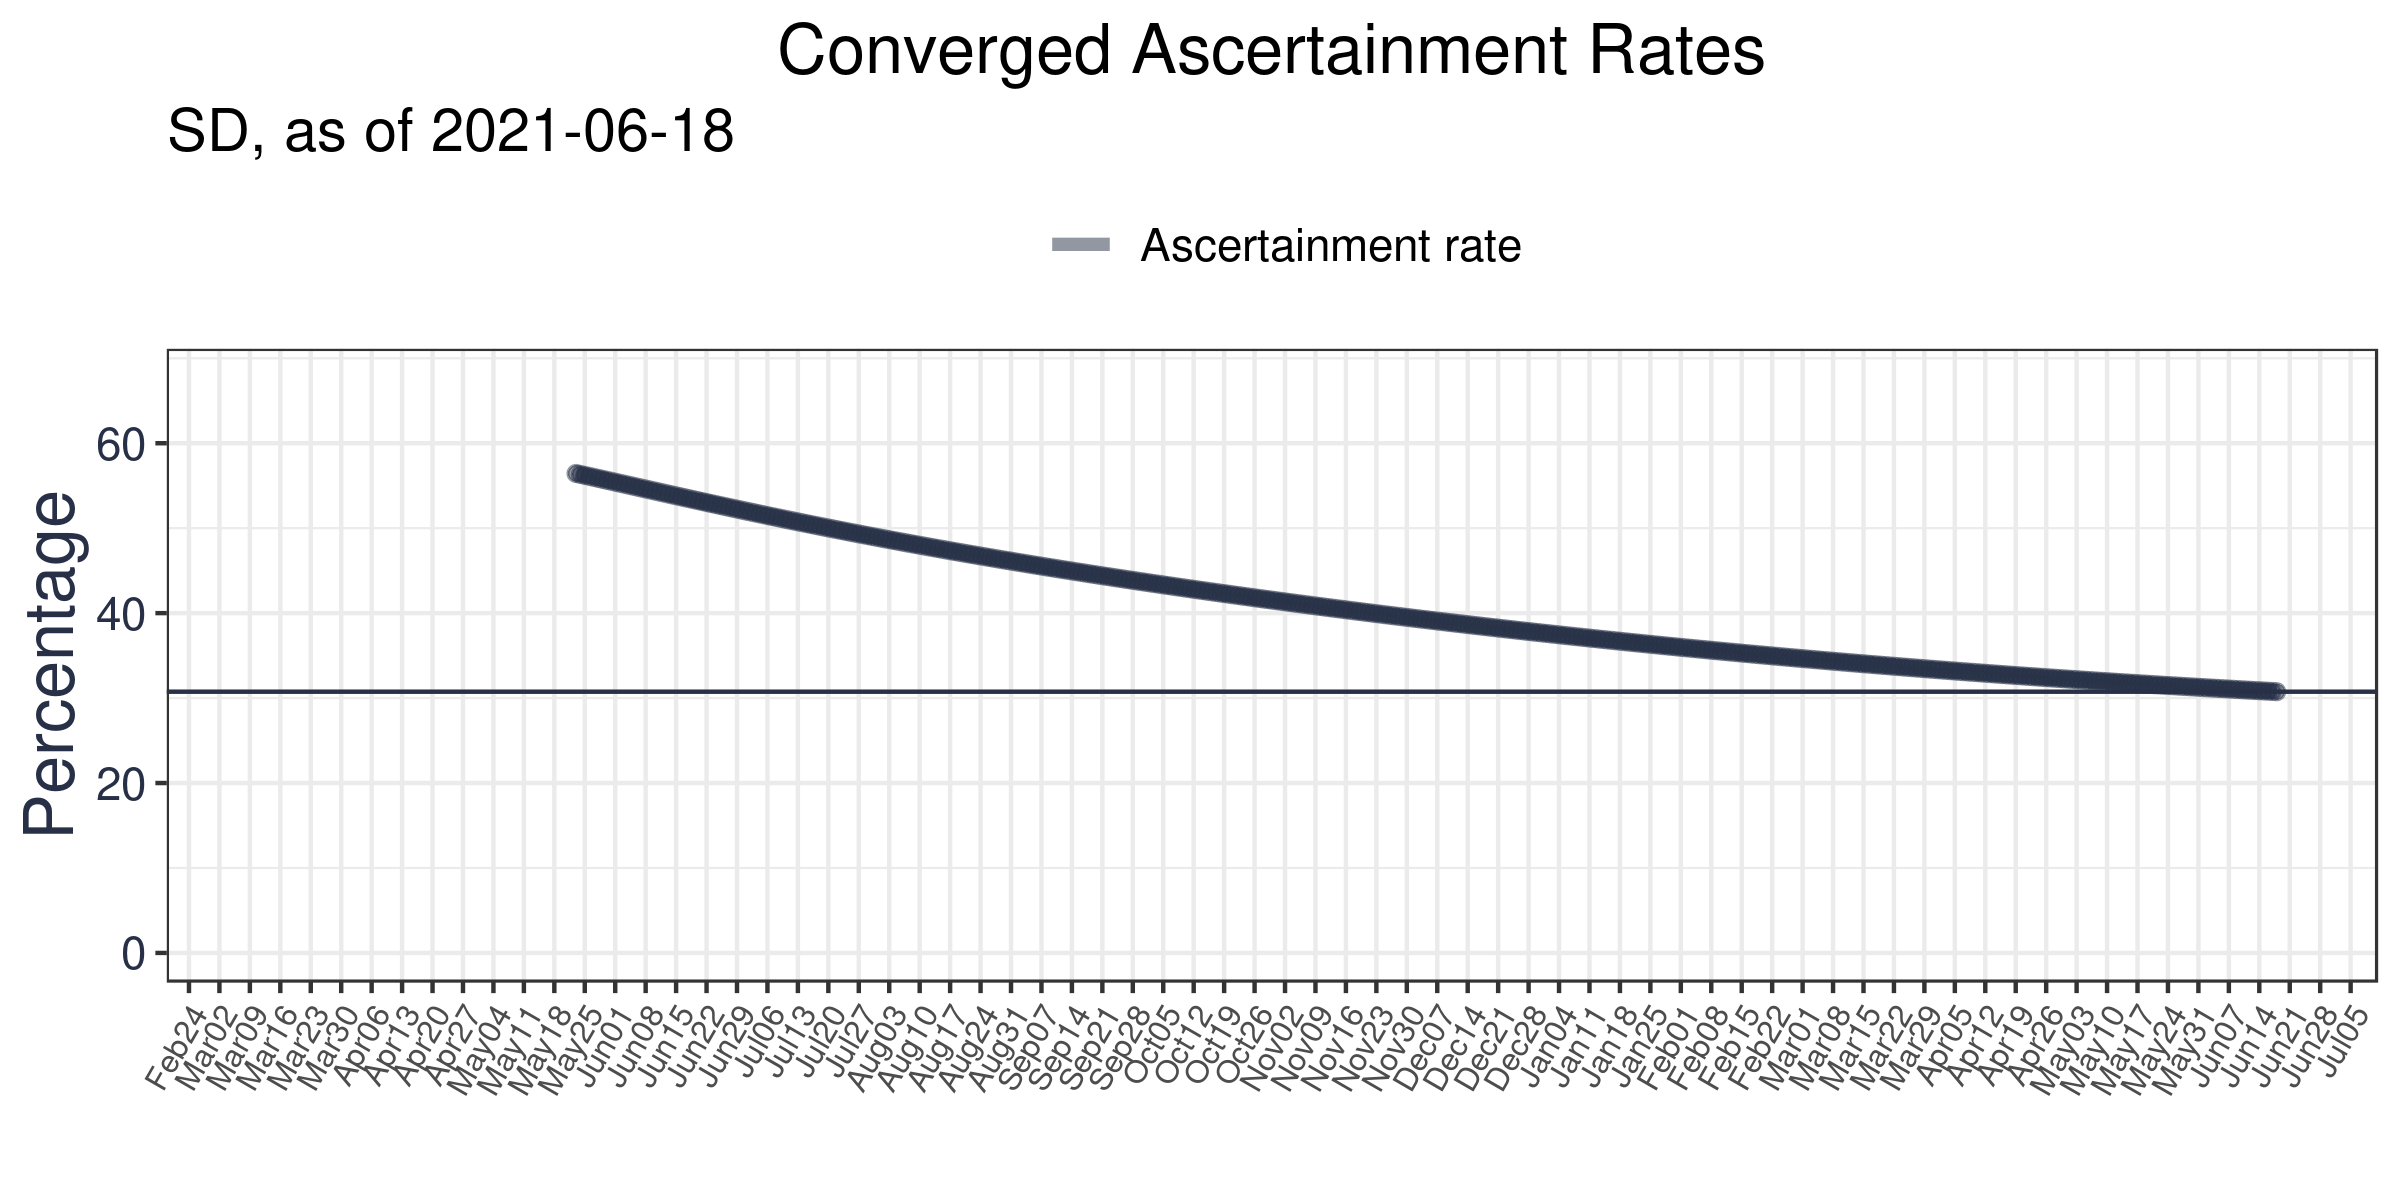 Converged Ascertainment Rates
SD, as of 2021-06-18
Ascertainment rate
Percentage
60
40
20
0
Feb24
Mar02
Mar09
Mar16
Mar23
Mar30
Apr06
Apr13
Apr20
Apr27
May04
May11
May18
May25
Jun01
Jun08
Jun15
Jun22
Jun29
Jul06
Jul13
Jul20
Jul27
Aug03
Aug10
Aug17
Aug24
Aug31
Sep07
Sep14
Sep21
Sep28
Oct05
Oct12
Oct19
Oct26
Nov02
Nov09
Nov16
Nov23
Nov30
Dec07
Dec14
Dec21
Dec28
Jan04
Jan11
Jan18
Jan25
Feb01
Feb08
Feb15
Feb22
Mar01
Mar08
Mar15
Mar22
Mar29
Apr05
Apr12
Apr19
Apr26
May03
May10
May17
May24
May31
Jun07
Jun14
Jun21
Jun28
Jul05